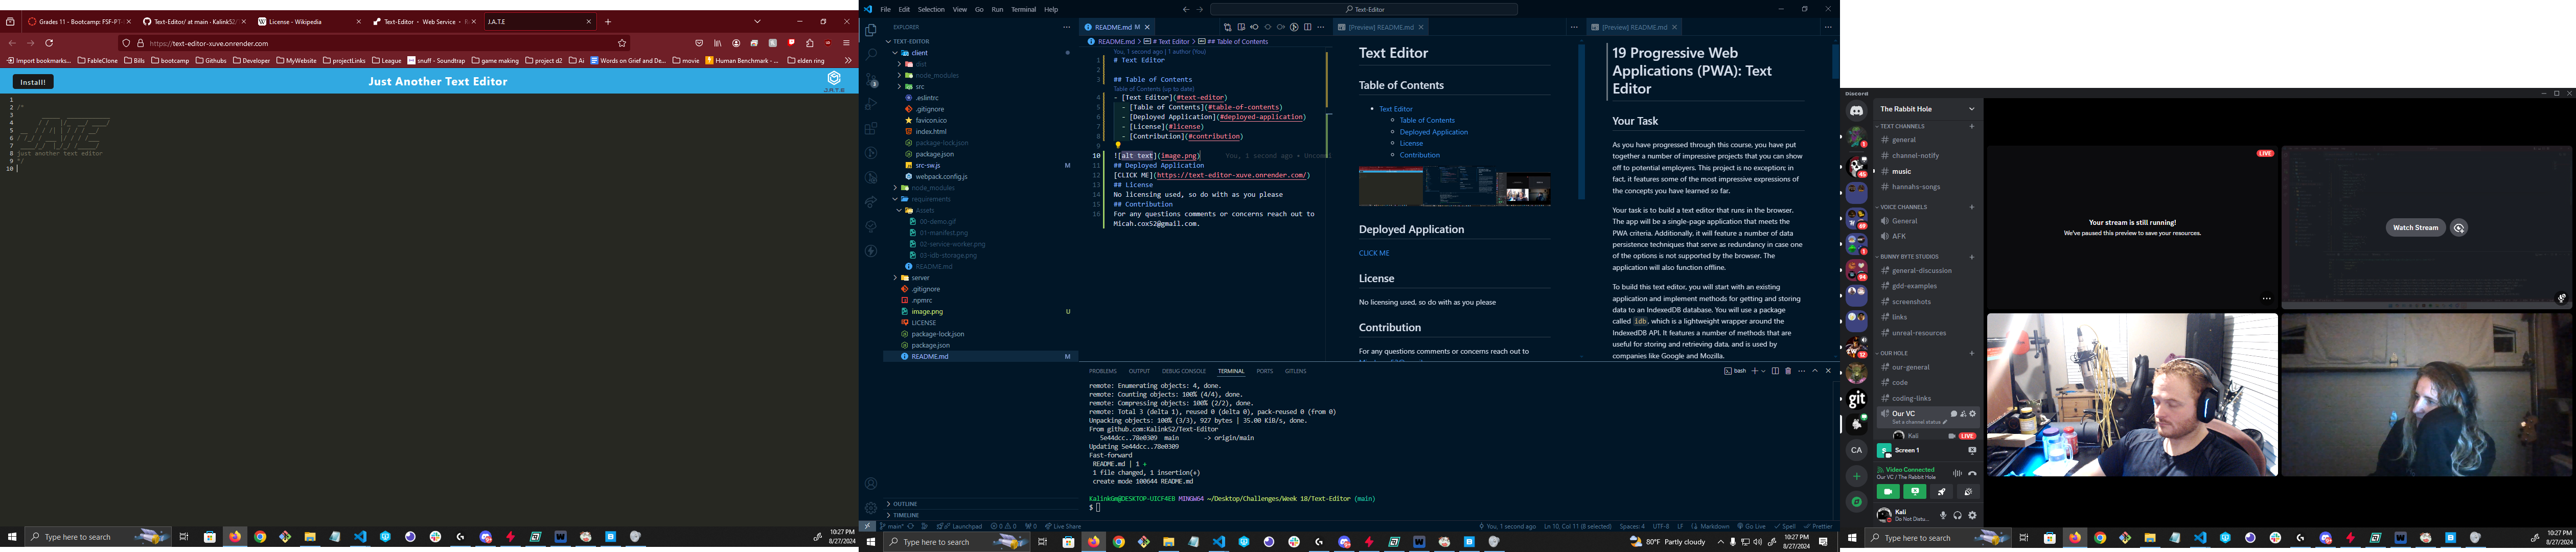 Grades 11 - Bootcamp: FSF-PT-
Text-Editor/ at main · Kalink52/
License - Wikipedia
Text-Editor · Web Service ·
J.A.T.E
https://text-editor-xuve.onrender.com
Import bookmarks...
FableClone
Bills
bootcamp
Githubs
Developer
MyWebsite
projectLinks
League
snuff - Soundtrap
game making
project d2
Ai
Words on Grief and De...
movie
Human Benchmark - ...
elden ring
Install!
Just Another Text Editor
J.A.T.E
1
2 /*
3
4
5
6
7
8 just another text editor
9 */
10
Type here to search
10:27 PM
8/27/2024
File Edit Selection View Go Run Terminal Help
Text-Editor
EXPLORER
TEXT-EDITOR
client
dist
node_modules
src
.eslintrc
.gitignore
favicon.ico
index.html
package-lock.json
package.json
src-sw.js M
webpack.config.js
node_modules
requirements
Assets
00-demo.gif
01-manifest.png
02-service-worker.png
03-idb-storage.png
README.md
server
.gitignore
.npmrc
image.png U
LICENSE
package-lock.json
package.json
README.md M
OUTLINE
TIMELINE
README.md M
README.md > # Text Editor > ## Table of Contents
You, 1 second ago | 1 author (You)
1 # Text Editor
2
3 ## Table of Contents
Table of Contents (up to date)
4 - [Text Editor](#text-editor)
5 - [Table of Contents](#table-of-contents)
6 - [Deployed Application](#deployed-application)
7 - [License](#license)
8 - [Contribution](#contribution)
9
10 ![alt text](image.png) You, 1 second ago • Uncommi
11 ## Deployed Application
12 [CLICK ME](https://text-editor-xuve.onrender.com/)
13 ## License
14 No licensing used, so do with as you please
15 ## Contribution
16 For any questions comments or concerns reach out to
Micah.cox52@gmail.com.
[Preview] README.md
Text Editor
Table of Contents
• Text Editor
Table of Contents
Deployed Application
License
Contribution
Deployed Application
CLICK ME
License
No licensing used, so do with as you please
Contribution
For any questions comments or concerns reach out to
[Preview] README.md
19 Progressive Web
Applications (PWA): Text
Editor
Your Task
As you have progressed through this course, you have put
together a number of impressive projects that you can show
off to potential employers. This project is no exception; in
fact, it features some of the most impressive expressions of
the concepts you have learned so far.
Your task is to build a text editor that runs in the browser.
The app will be a single-page application that meets the
PWA criteria. Additionally, it will feature a number of data
persistence techniques that serve as redundancy in case one
of the options is not supported by the browser. The
application will also function offline.
To build this text editor, you will start with an existing
application and implement methods for getting and storing
data to an IndexedDB database. You will use a package
called idb, which is a lightweight wrapper around the
IndexedDB API. It features a number of methods that are
useful for storing and retrieving data, and is used by
companies like Google and Mozilla.
PROBLEMS OUTPUT DEBUG CONSOLE TERMINAL PORTS GITLENS
bash
remote: Enumerating objects: 4, done.
remote: Counting objects: 100% (4/4), done.
remote: Compressing objects: 100% (2/2), done.
remote: Total 3 (delta 1), reused 0 (delta 0), pack-reused 0 (from 0)
Unpacking objects: 100% (3/3), 927 bytes | 35.00 KiB/s, done.
From github.com:Kalink52/Text-Editor
5e44dcc..78e0309 main -> origin/main
Updating 5e44dcc..78e0309
Fast-forward
README.md | 1 +
1 file changed, 1 insertion(+)
create mode 100644 README.md
KalinkGm@DESKTOP-UICF4EB MINGW64 ~/Desktop/Challenges/Week 18/Text-Editor (main)
$
main*
Launchpad
0 0
0
Live Share
You, 1 second ago
Ln 10, Col 11 (8 selected)
Spaces: 4
UTF-8
LF
Markdown
Go Live
Spell
Prettier
Type here to search
80°F Partly cloudy
10:27 PM
8/27/2024
Discord
The Rabbit Hole
TEXT CHANNELS
general
channel-notify
music
hannahs-songs
VOICE CHANNELS
General
AFK
BUNNY BYTE STUDIOS
general-discussion
gdd-examples
screenshots
links
unreal-resources
OUR HOLE
our-general
code
coding-links
Our VC
Set a channel status
Kali LIVE
Screen 1
Video Connected
Our VC / The Rabbit Hole
Kali
Do Not Distu...
git
CA
LIVE
Your stream is still running!
We've paused this preview to save your resources.
Watch Stream
Type here to search
10:27 PM
8/27/2024